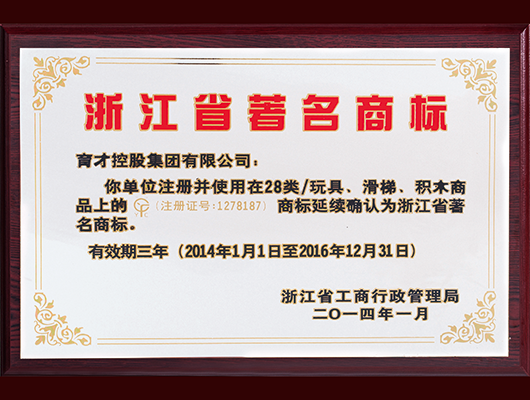 浙江省著名商标
育才控股集团有限公司：
你单位注册并使用在28类/玩具、滑梯、积木商
品上的 YC（注册证号：1278187） 商标延续确认为浙江省著
名商标。
有效期三年（2014年1月1日至2016年12月31日）
浙江省工商行政管理局
二〇一四年一月